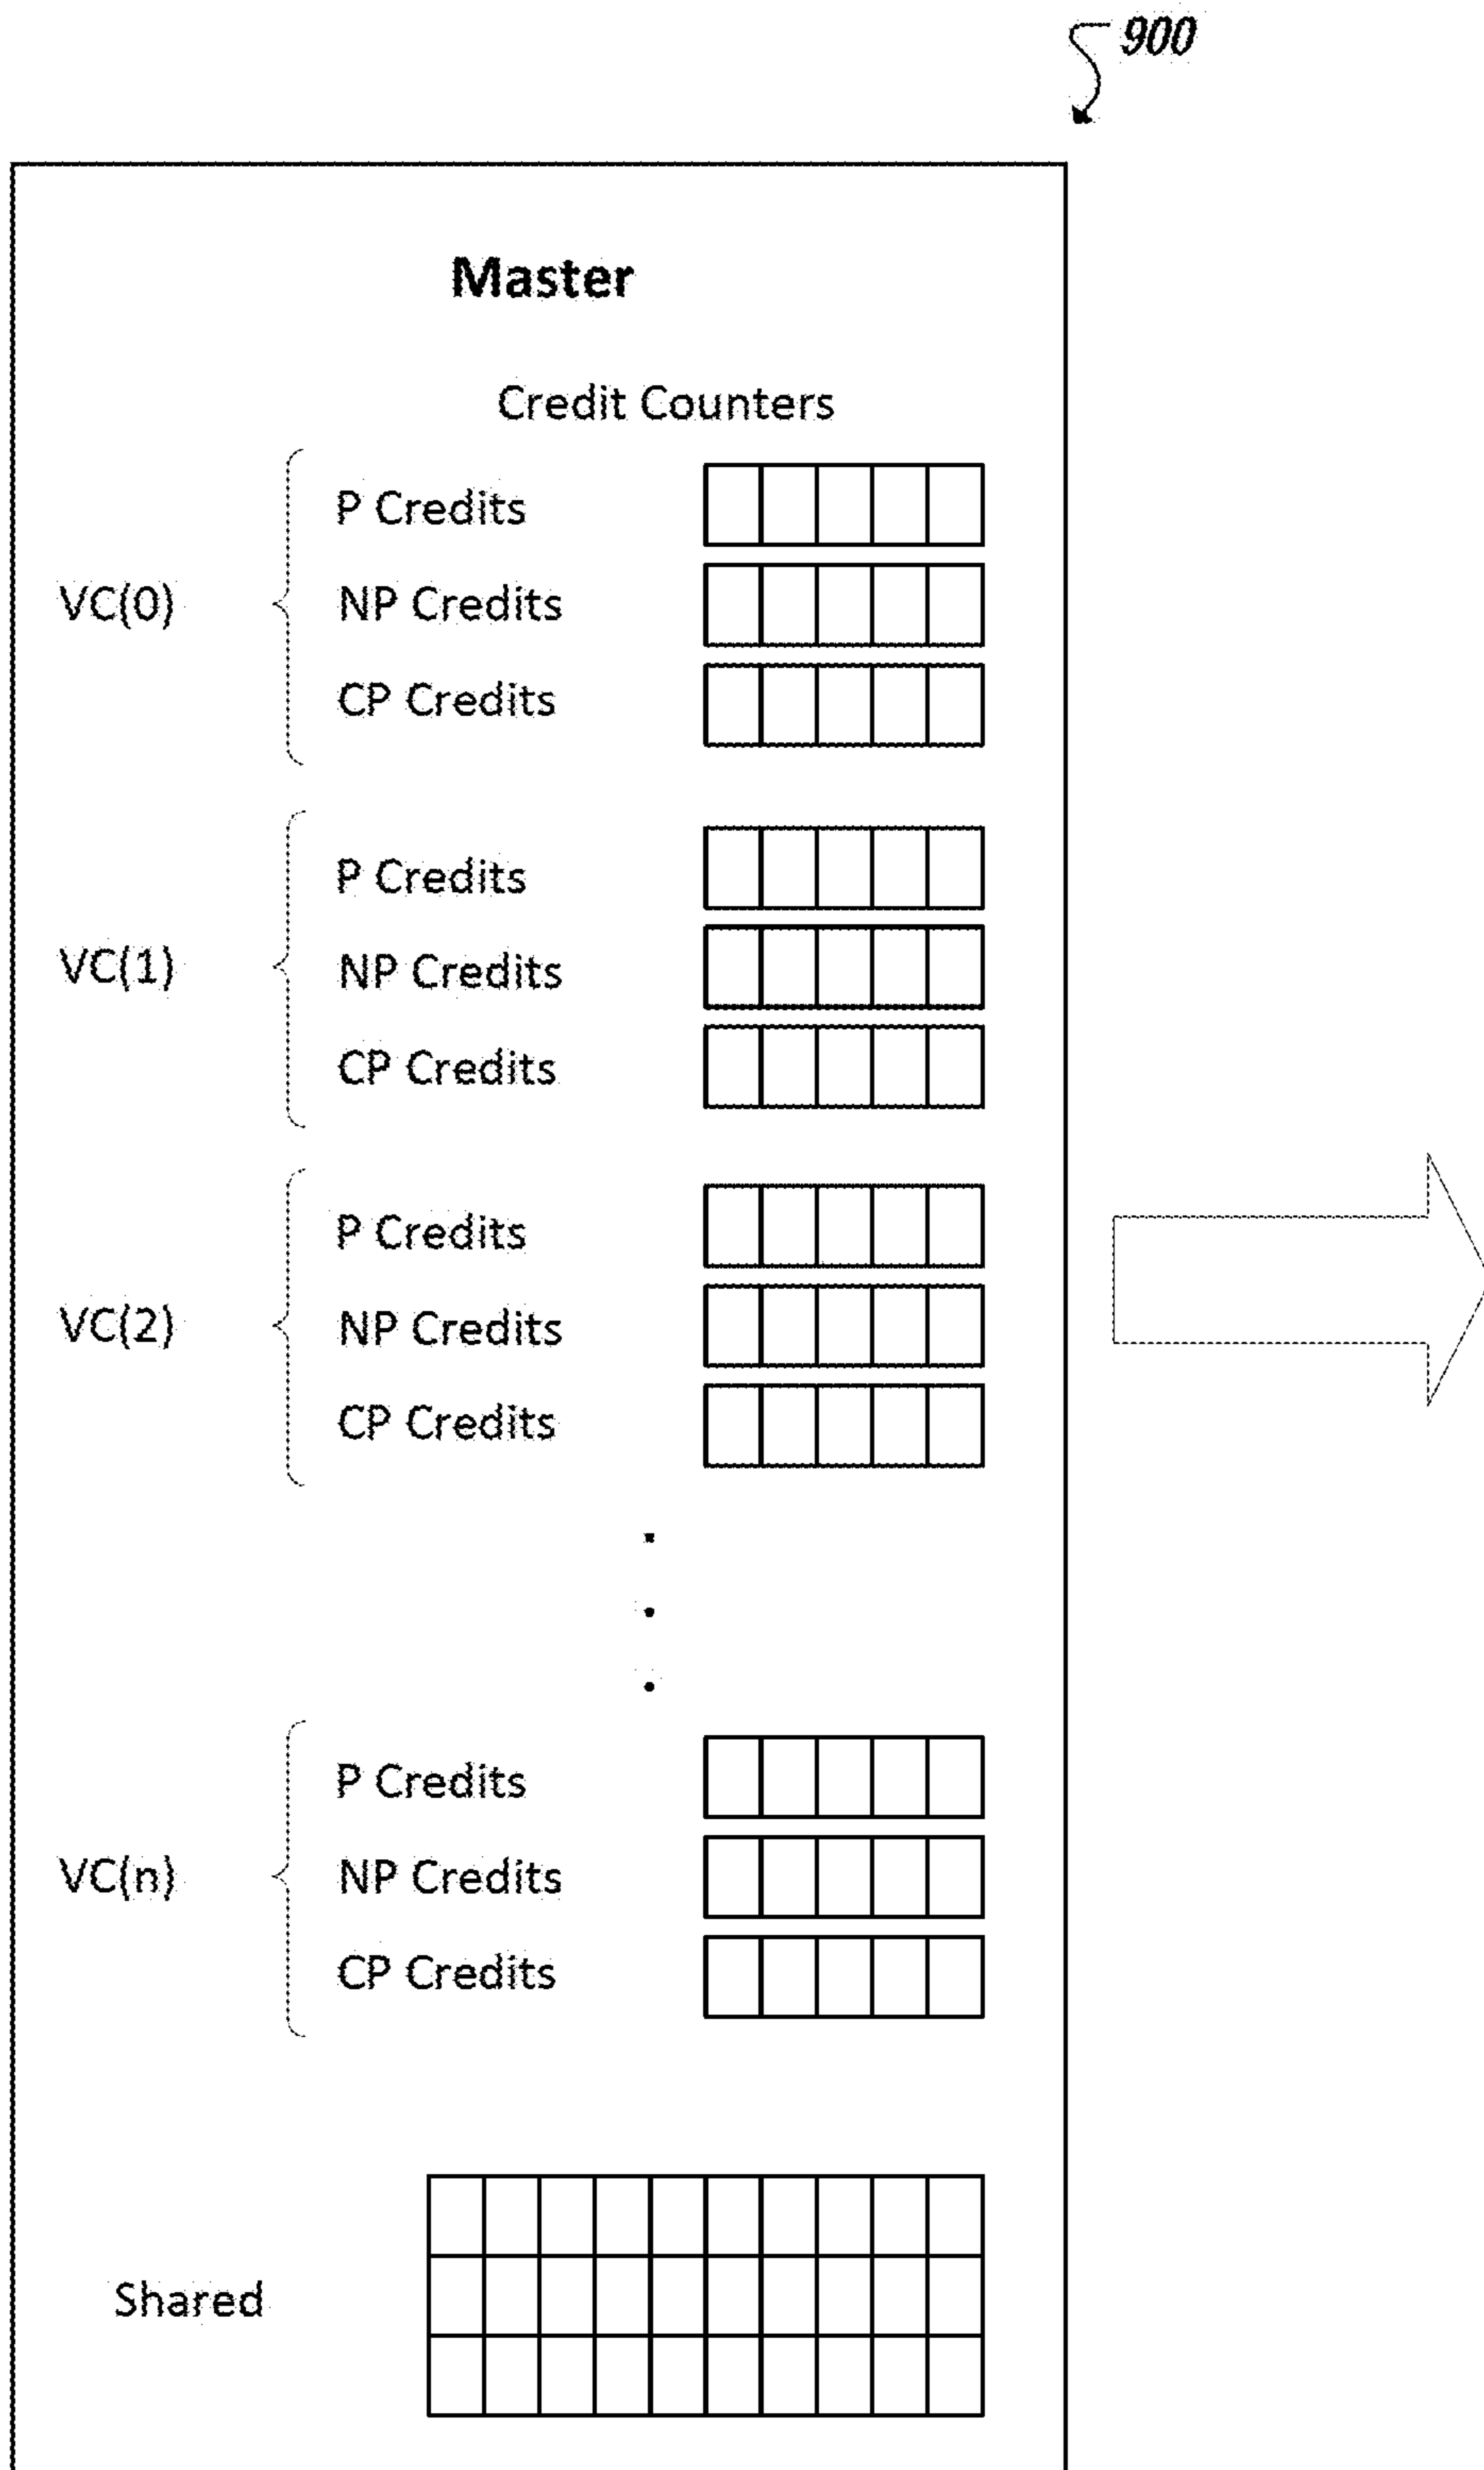 900
Master
Credit Counters
P Credits
VC(0)
NP Credits
CP Credits
P Credits
VC(1)
NP Credits
CP Credits
P Credits
VC(2)
NP Credits
CP Credits
P Credits
VC(n)
NP Credits
CP Credits
Shared